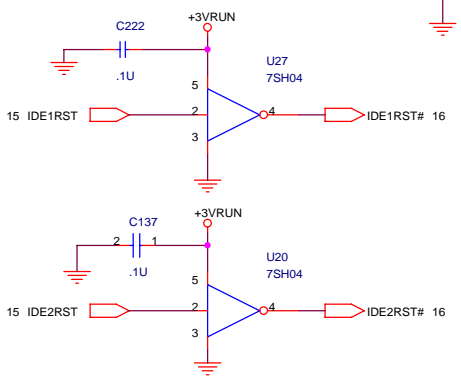 +3VRUN
C222
.1U
U27
7SH04
5
15 IDE1RST
2
4
IDE1RST# 16
3
+3VRUN
C137
2 1
.1U
U20
7SH04
5
15 IDE2RST
2
4
IDE2RST# 16
3